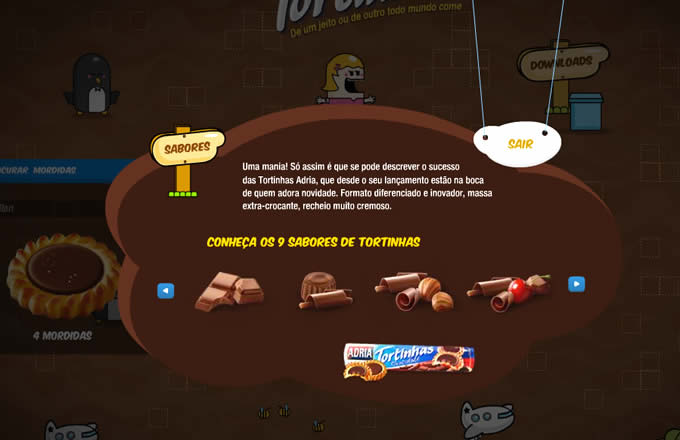 Tortinhas
De um jeito ou de outro todo mundo come
DOWNLOADS
SABORES
SAIR
CURAR MORDIDAS
Uma mania! Só assim é que se pode descrever o sucesso
das Tortinhas Adria, que desde o seu lançamento estão na boca
de quem adora novidade. Formato diferenciado e inovador, massa
extra-crocante, recheio muito cremoso.
CONHEÇA OS 9 SABORES DE TORTINHAS
4 MORDIDAS
ADRIA Tortinhas